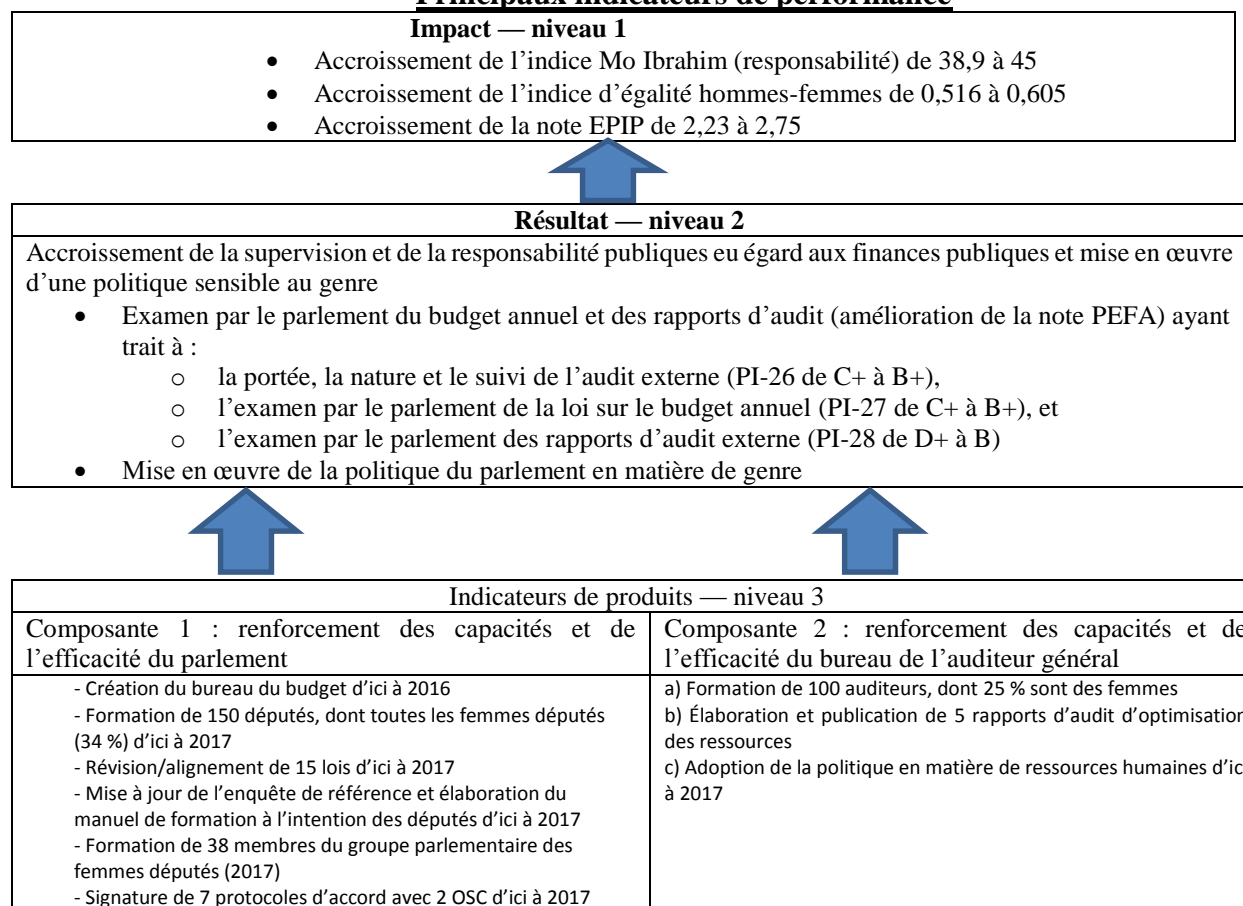 Principaux indicateurs de performance
Impact — niveau 1
• Accroissement de l’indice Mo Ibrahim (responsabilité) de 38,9 à 45
• Accroissement de l’indice d’égalité hommes-femmes de 0,516 à 0,605
• Accroissement de la note EPIP de 2,23 à 2,75
Résultat — niveau 2
Accroissement de la supervision et de la responsabilité publiques eu égard aux finances publiques et mise en œuvre
d’une politique sensible au genre
• Examen par le parlement du budget annuel et des rapports d’audit (amélioration de la note PEFA) ayant
trait à :
o la portée, la nature et le suivi de l’audit externe (PI-26 de C+ à B+),
o l’examen par le parlement de la loi sur le budget annuel (PI-27 de C+ à B+), et
o l’examen par le parlement des rapports d’audit externe (PI-28 de D+ à B)
• Mise en œuvre de la politique du parlement en matière de genre
Indicateurs de produits — niveau 3
Composante 1 : renforcement des capacités et de
l’efficacité du parlement
- Création du bureau du budget d’ici à 2016
- Formation de 150 députés, dont toutes les femmes députés
(34 %) d’ici à 2017
- Révision/alignement de 15 lois d’ici à 2017
- Mise à jour de l’enquête de référence et élaboration du
manuel de formation à l’intention des députés d’ici à 2017
- Formation de 38 membres du groupe parlementaire des
femmes députés (2017)
- Signature de 7 protocoles d’accord avec 2 OSC d’ici à 2017
Composante 2 : renforcement des capacités et de
l’efficacité du bureau de l’auditeur général
a) Formation de 100 auditeurs, dont 25 % sont des femmes
b) Élaboration et publication de 5 rapports d’audit d’optimisation
des ressources
c) Adoption de la politique en matière de ressources humaines d’ici
à 2017